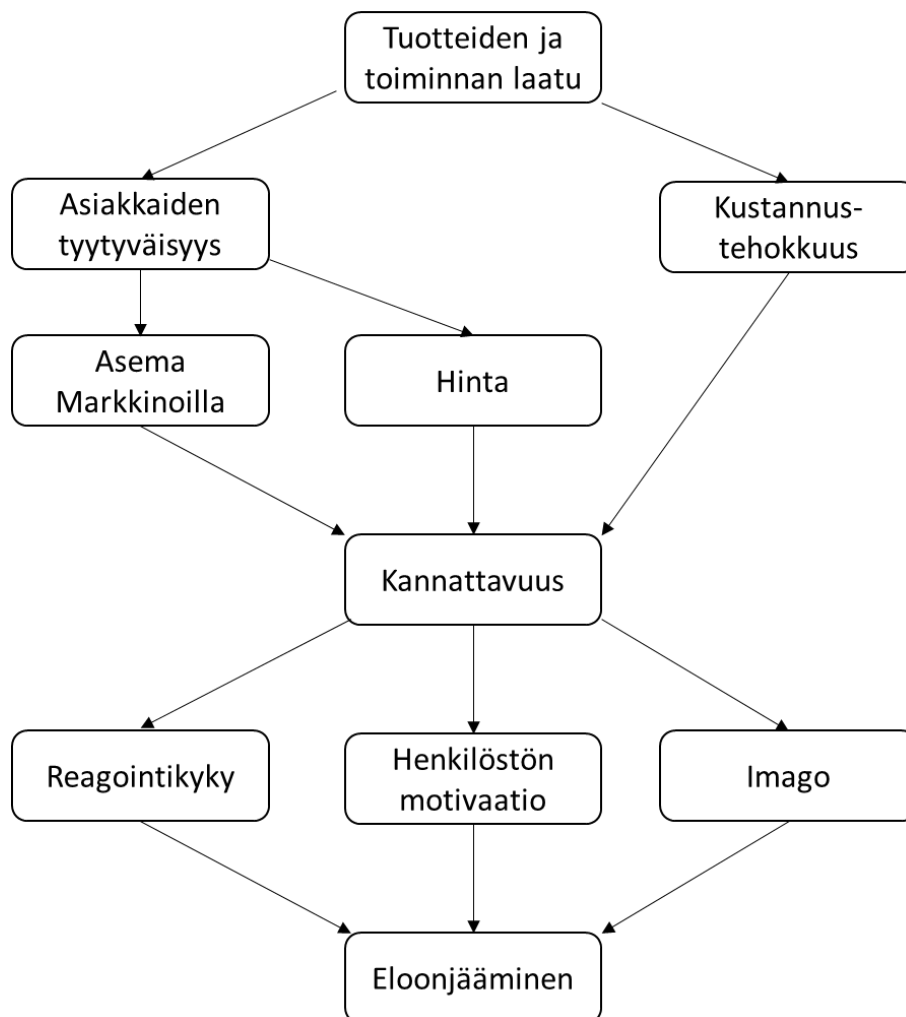 Tuotteiden ja
toiminnan laatu
Asiakkaiden
tyytyväisyys
Kustannus-
tehokkuus
Asema
Markkinoilla
Hinta
Kannattavuus
Reagointikyky
Henkilöstön
motivaatio
Imago
Eloonjääminen